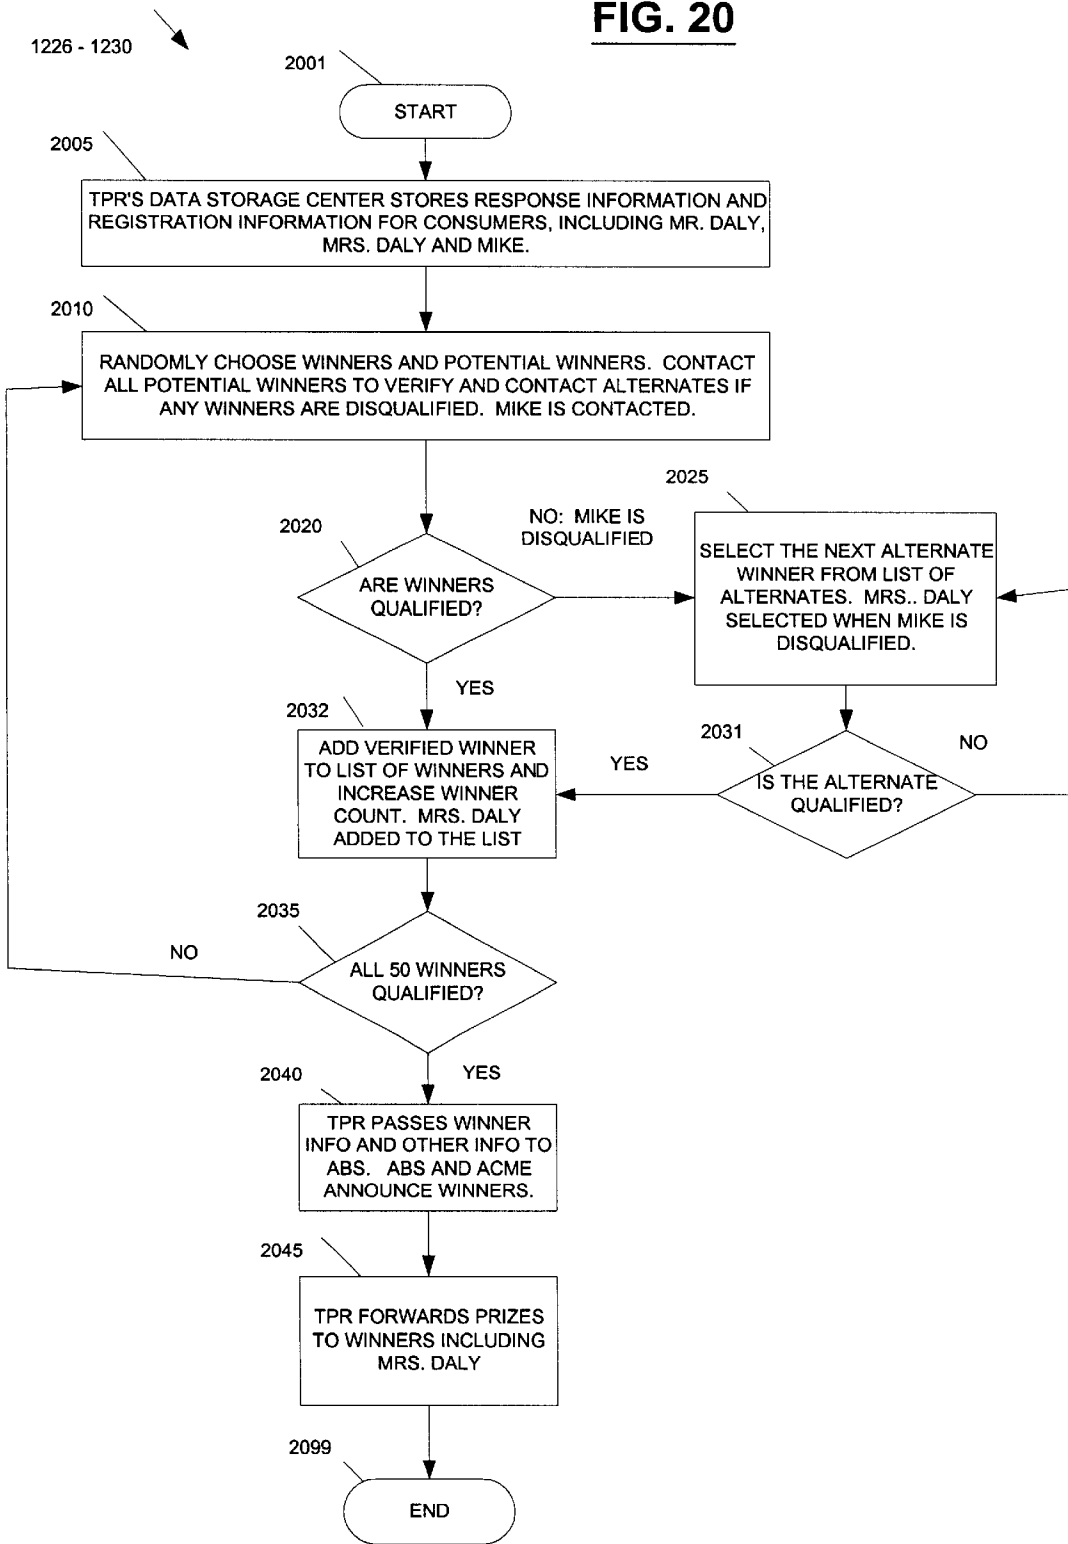 FIG. 20
1226 - 1230
2001
START
2005
TPR'S DATA STORAGE CENTER STORES RESPONSE INFORMATION AND
REGISTRATION INFORMATION FOR CONSUMERS, INCLUDING MR. DALY,
MRS. DALY AND MIKE.
2010
RANDOMLY CHOOSE WINNERS AND POTENTIAL WINNERS. CONTACT
ALL POTENTIAL WINNERS TO VERIFY AND CONTACT ALTERNATES IF
ANY WINNERS ARE DISQUALIFIED. MIKE IS CONTACTED.
2020
ARE WINNERS
QUALIFIED?
NO: MIKE IS
DISQUALIFIED
2025
SELECT THE NEXT ALTERNATE
WINNER FROM LIST OF
ALTERNATES. MRS.. DALY
SELECTED WHEN MIKE IS
DISQUALIFIED.
YES
2032
ADD VERIFIED WINNER
TO LIST OF WINNERS AND
INCREASE WINNER
COUNT. MRS. DALY
ADDED TO THE LIST
YES
2031
IS THE ALTERNATE
QUALIFIED?
NO
2035
ALL 50 WINNERS
QUALIFIED?
NO
YES
2040
TPR PASSES WINNER
INFO AND OTHER INFO TO
ABS. ABS AND ACME
ANNOUNCE WINNERS.
2045
TPR FORWARDS PRIZES
TO WINNERS INCLUDING
MRS. DALY
2099
END